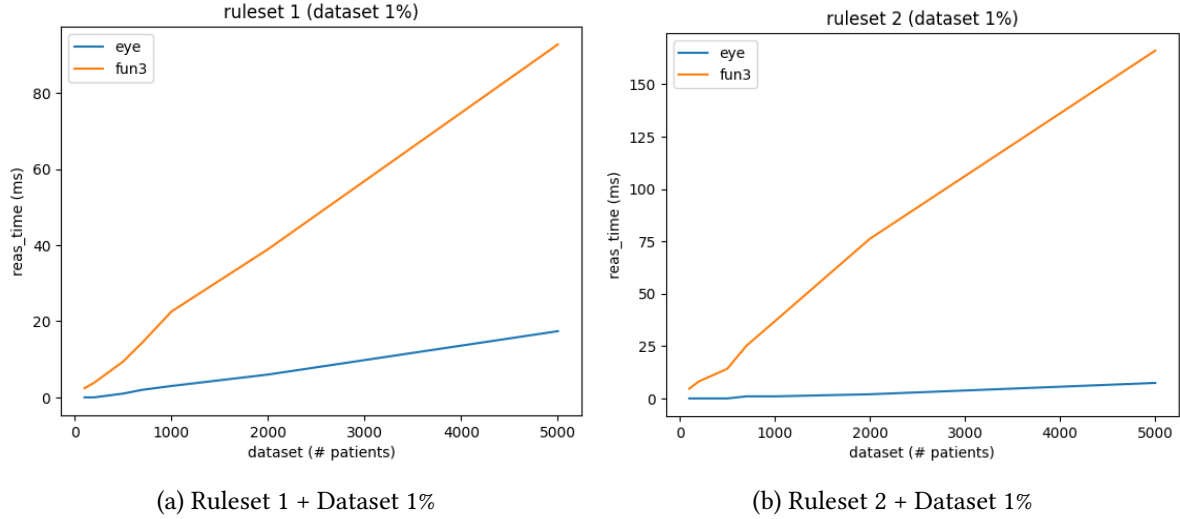 ruleset 1 (dataset 1%)
eye
fun3
80
60
40
20
0
reas_time (ms)
0 1000 2000 3000 4000 5000
dataset (# patients)
(a) Ruleset 1 + Dataset 1%
ruleset 2 (dataset 1%)
eye
fun3
150
125
100
75
50
25
0
reas_time (ms)
0 1000 2000 3000 4000 5000
dataset (# patients)
(b) Ruleset 2 + Dataset 1%